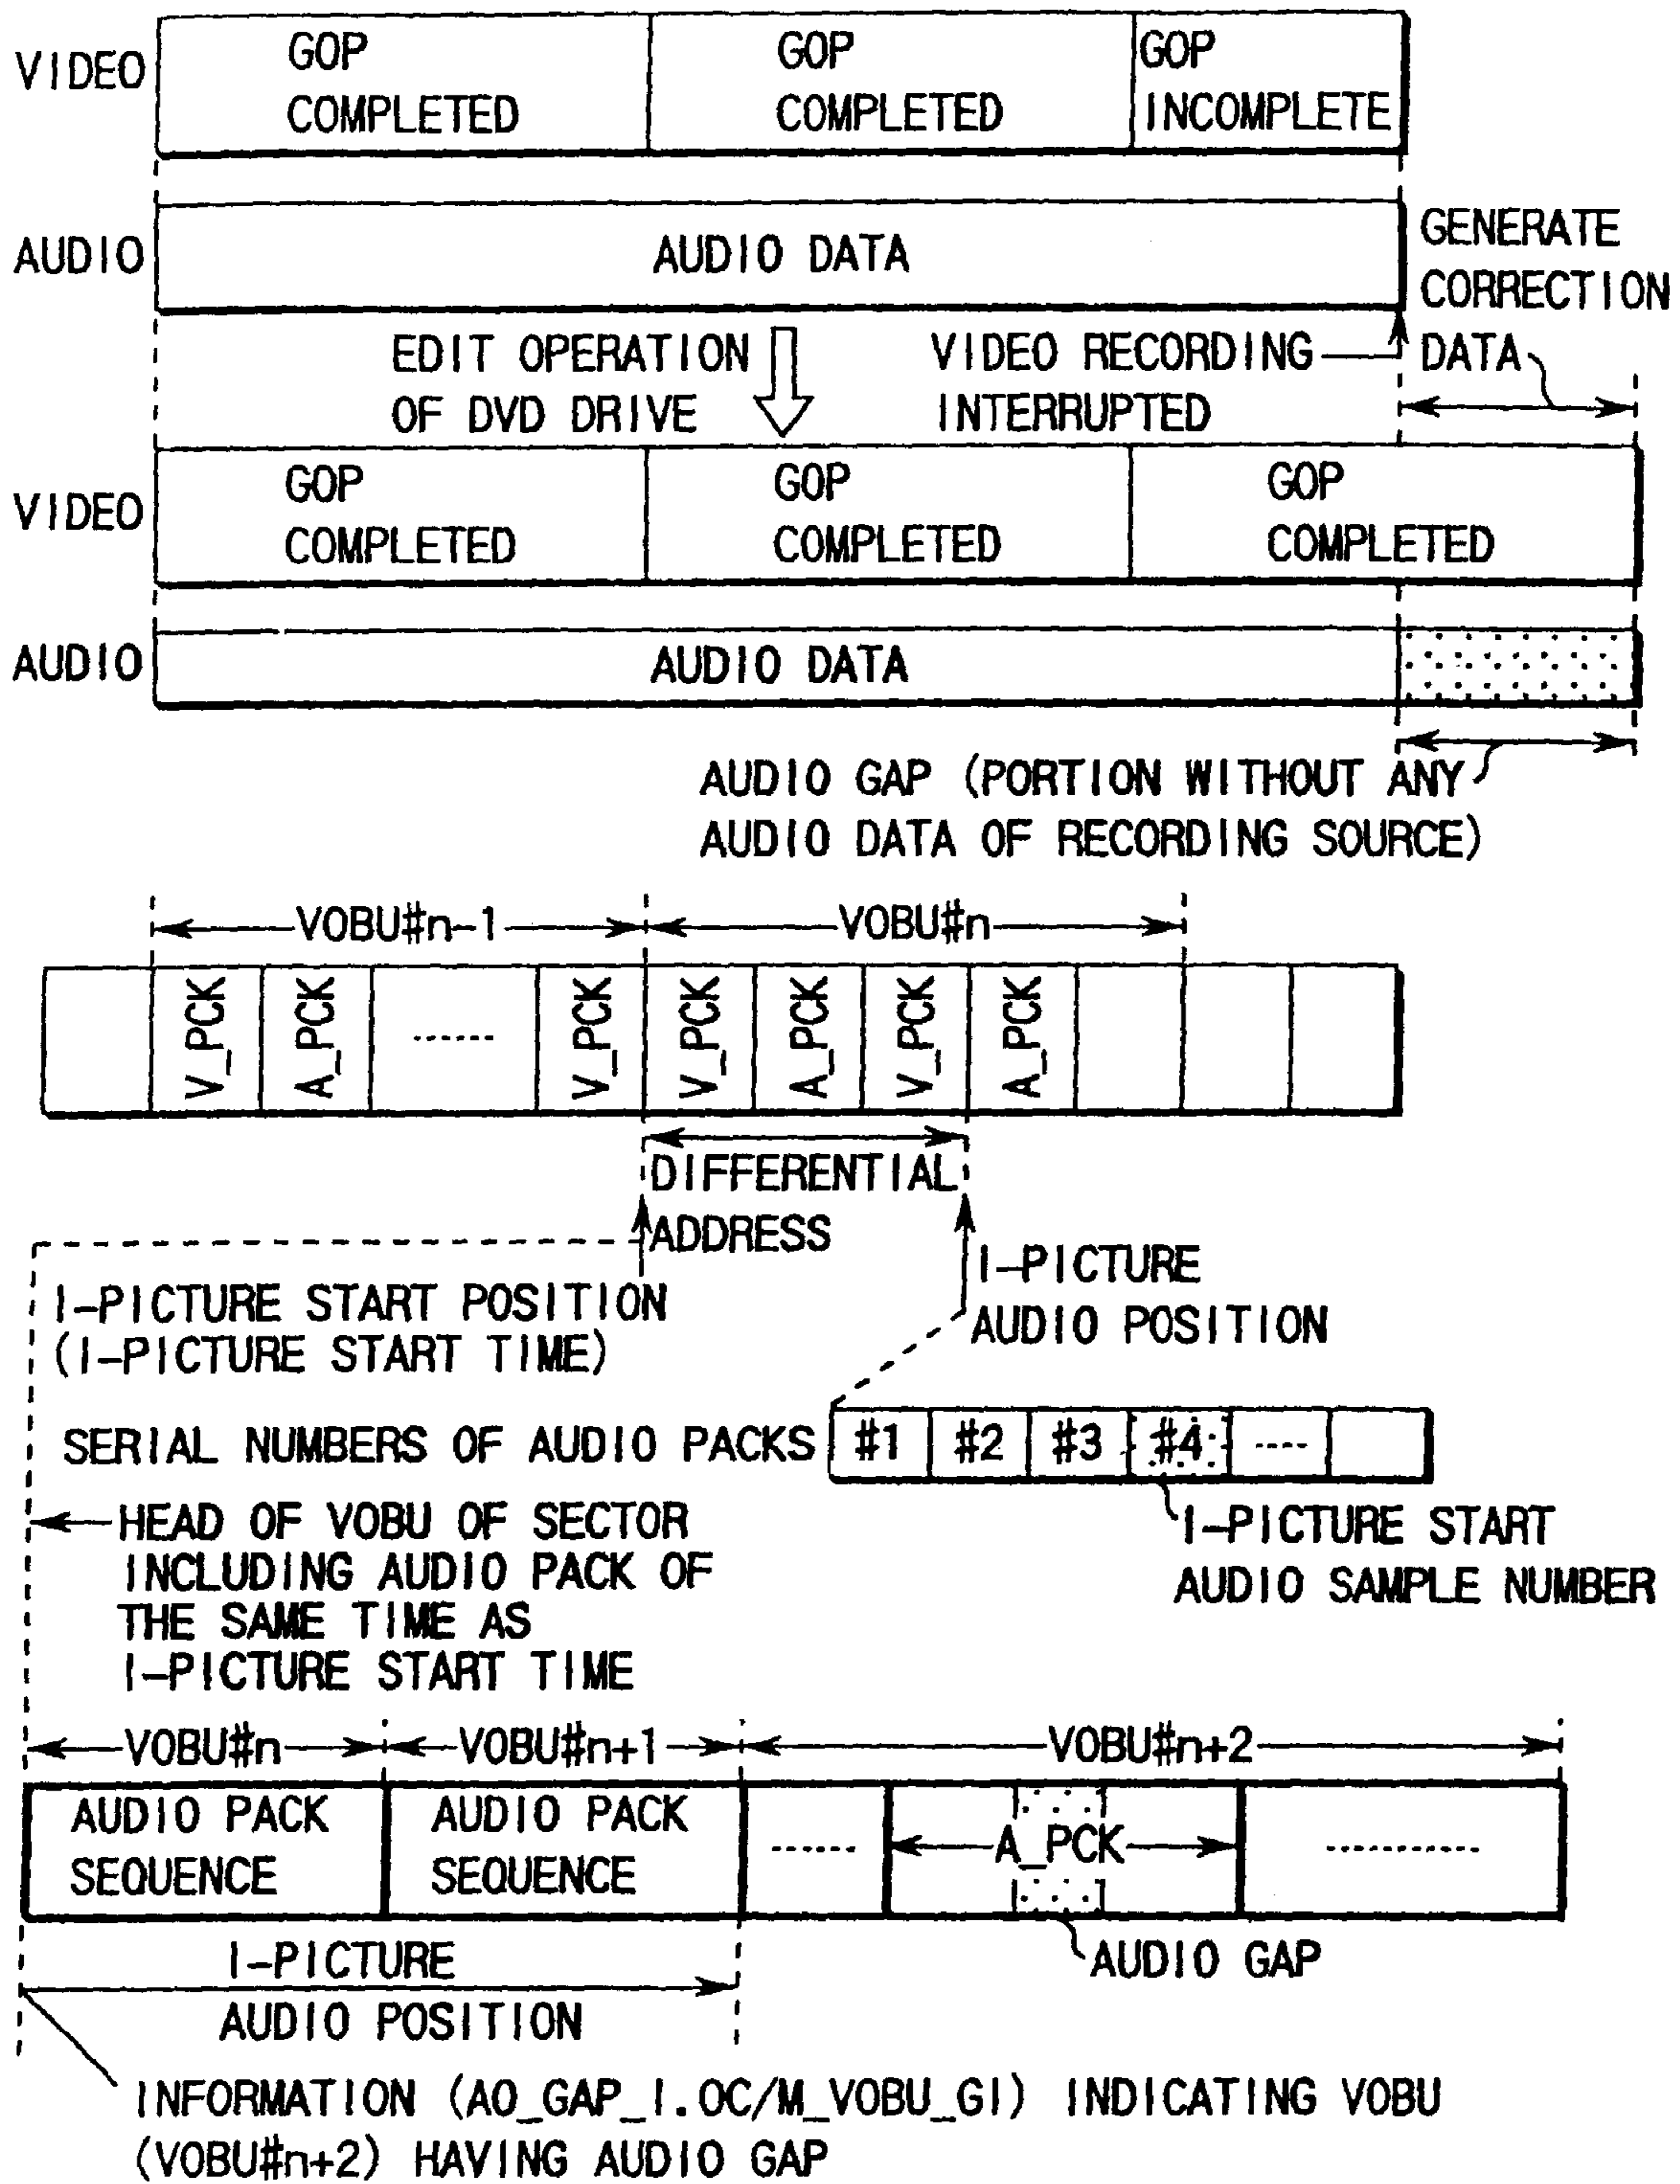 VIDEO
GOP
COMPLETED
GOP
COMPLETED
GOP
INCOMPLETE
AUDIO
AUDIO DATA
GENERATE
CORRECTION
DATA
EDIT OPERATION
OF DVD DRIVE
VIDEO RECORDING
INTERRUPTED
VIDEO
GOP
COMPLETED
GOP
COMPLETED
GOP
COMPLETED
AUDIO
AUDIO DATA
AUDIO GAP (PORTION WITHOUT ANY
AUDIO DATA OF RECORDING SOURCE)
VOBU#n-1
VOBU#n
V_PCK
A_PCK
------
V_PCK
V_PCK
A_PCK
V_PCK
A_PCK
DIFFERENTIAL
ADDRESS
I-PICTURE START POSITION
(I-PICTURE START TIME)
I-PICTURE
AUDIO POSITION
SERIAL NUMBERS OF AUDIO PACKS
#1
#2
#3
#4
----
I-PICTURE START
AUDIO SAMPLE NUMBER
HEAD OF VOBU OF SECTOR
INCLUDING AUDIO PACK OF
THE SAME TIME AS
I-PICTURE START TIME
VOBU#n
VOBU#n+1
VOBU#n+2
AUDIO PACK
SEQUENCE
AUDIO PACK
SEQUENCE
------
A_PCK
----------
AUDIO GAP
I-PICTURE
AUDIO POSITION
INFORMATION (AO_GAP_I.OC/M_VOBU_GI) INDICATING VOBU
(VOBU#n+2) HAVING AUDIO GAP